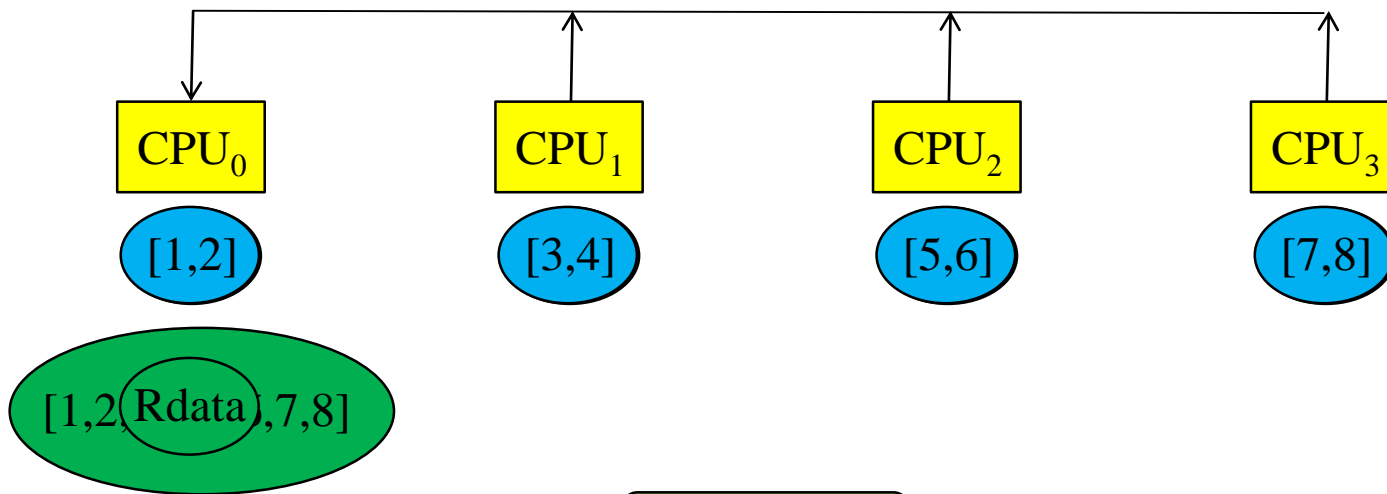 CPU₀ CPU₁ CPU₂ CPU₃
[1,2] [3,4] [5,6] [7,8]
[1,2, Rdata ,7,8]